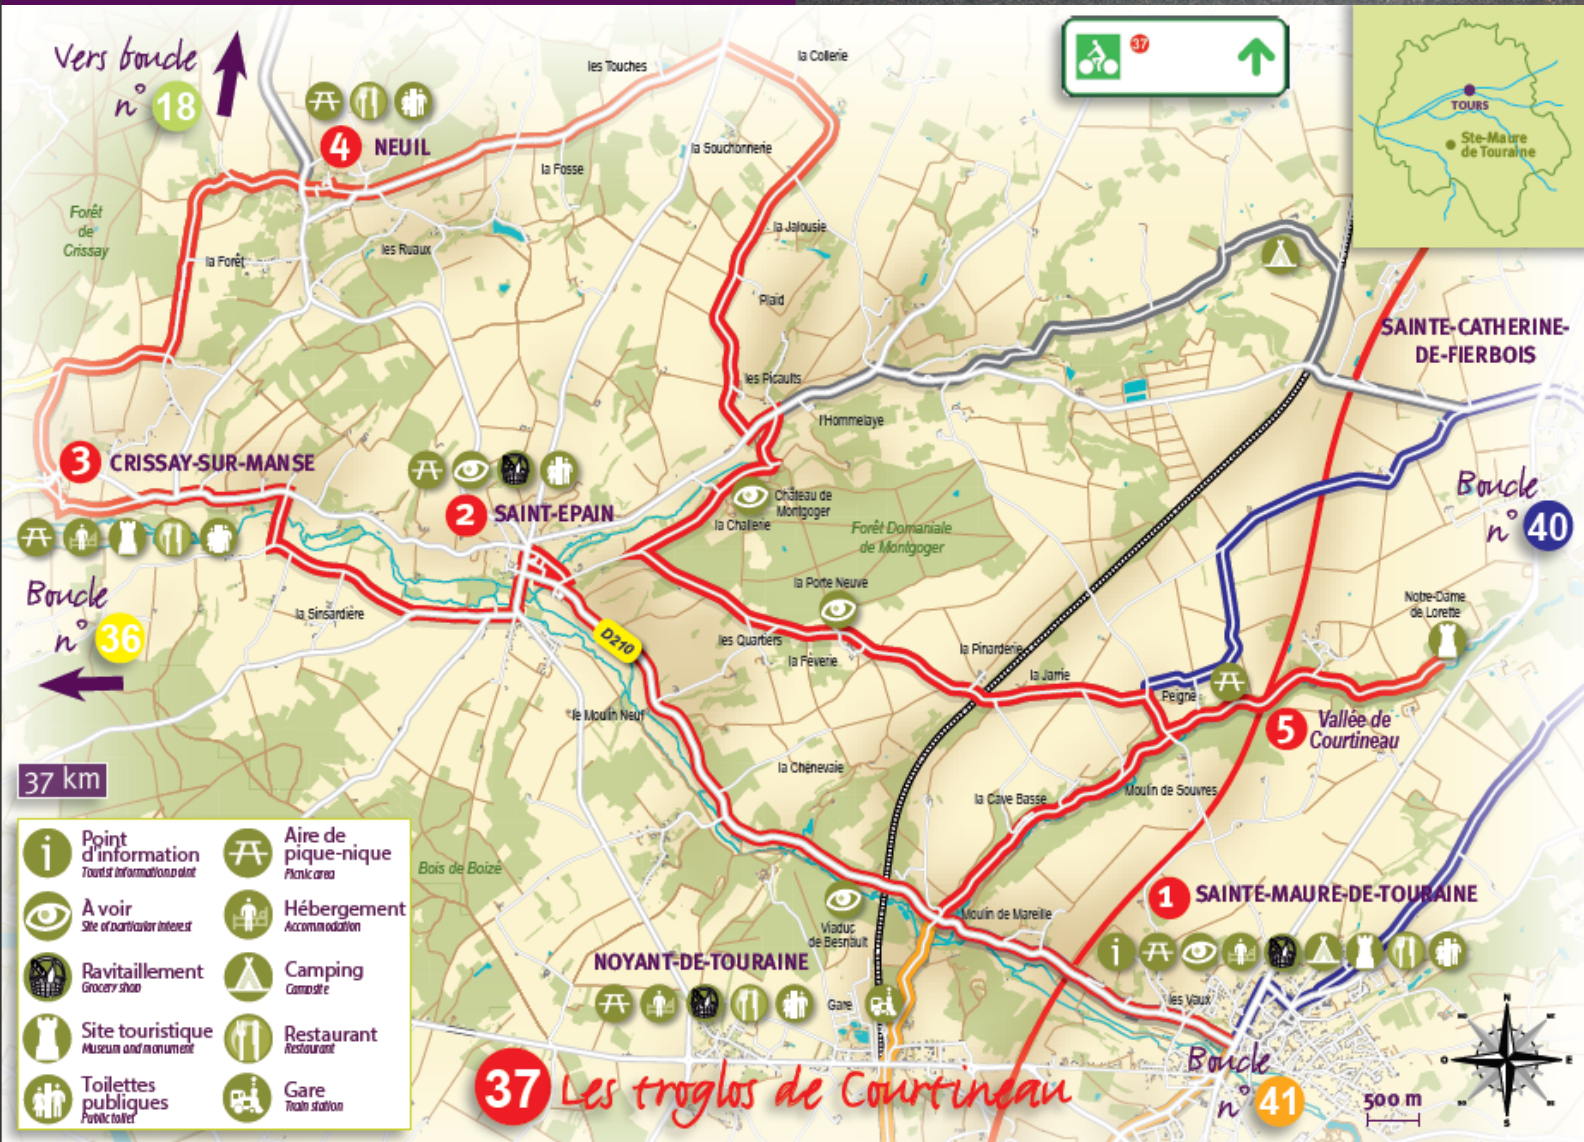 Vers boucle
n° 18
4 NEUIL
les Touches
la Collerie
37
TOURS
Ste-Maure
de Touraine
la Fosse
la Souchonnerie
Forêt
de
Crissay
la Forêt
les Ruaux
la Jalousie
Plaid
SAINTE-CATHERINE-
DE-FIERBOIS
les Picaults
l'Hommelaye
3 CRISSAY-SUR-MANSE
2 SAINT-EPAIN
Château de
Montgoger
la Challerie
Forêt Domaniale
de Montgoger
Boucle
n° 40
la Porte Neuve
Boucle
n° 36
la Sinsardière
D210
les Quartiers
la Féverie
la Pinarderie
la Jarrie
Peigné
Notre-Dame
de Lorette
le Moulin Neuf
5 Vallée de
Courtineau
la Chenevaie
la Cave Basse
Moulin de Souvres
37 km
Bois de Boizé
1 SAINTE-MAURE-DE-TOURAINE
Moulin de Mareille
Viaduc
de Besnault
NOYANT-DE-TOURAINE
Gare
les Vaux
Point
d'information
Tourist information point
Aire de
pique-nique
Picnic area
À voir
Site of particular interest
Hébergement
Accommodation
Ravitaillement
Grocery shop
Camping
Campsite
Site touristique
Museum and monument
Restaurant
Restaurant
Toilettes
publiques
Public toilet
Gare
Train station
37 Les troglos de Courtineau
Boucle
n° 41
500 m
N
O
E
S